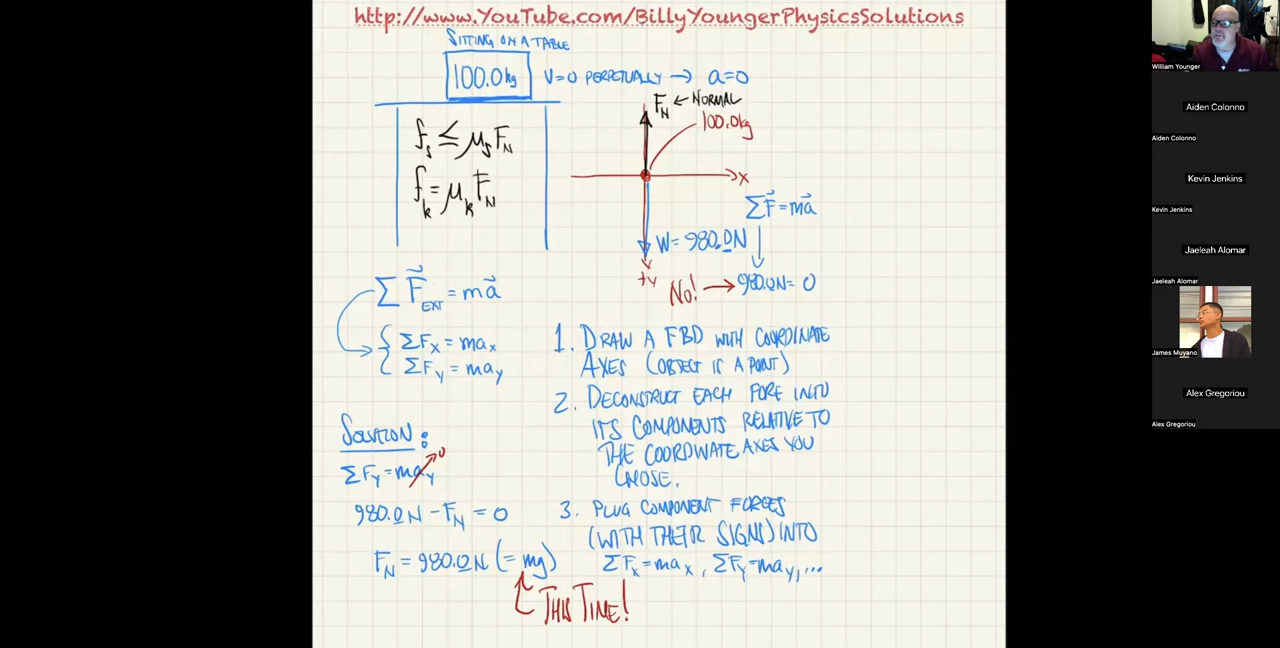 http://www.YouTube.com/BillyYoungerPhysicsSolutions
SITTING ON A TABLE
100.0kg V=0 PERPETUALLY → a=0
F_N ← NORMAL
100.0kg
f_s ≤ μ_s F_N
f_k = μ_k F_N
x
ΣF⃗ = ma⃗
W = 980.0N
+y
No! → 980.0N = 0
ΣF⃗_EXT = ma⃗
ΣF_x = ma_x
ΣF_y = ma_y
1. DRAW A FBD WITH COORDINATE
AXES (OBJECT IS A POINT)
2. DECONSTRUCT EACH FORE INTO
ITS COMPONENTS RELATIVE TO
THE COORDINATE AXES YOU
CHOSE.
3. PLUG COMPONENT FORCES
(WITH THEIR SIGNS) INTO
ΣF_x = ma_x, ΣF_y = ma_y, ...
SOLUTION:
ΣF_y = ma_y 0
980.0N - F_N = 0
F_N = 980.0N (= mg)
THIS TIME!
William Younger
Aiden Colonno
Aiden Colonno
Kevin Jenkins
Kevin Jenkins
Jaeleah Alomar
Jaeleah Alomar
James Muyano
Alex Gregoriou
Alex Gregoriou